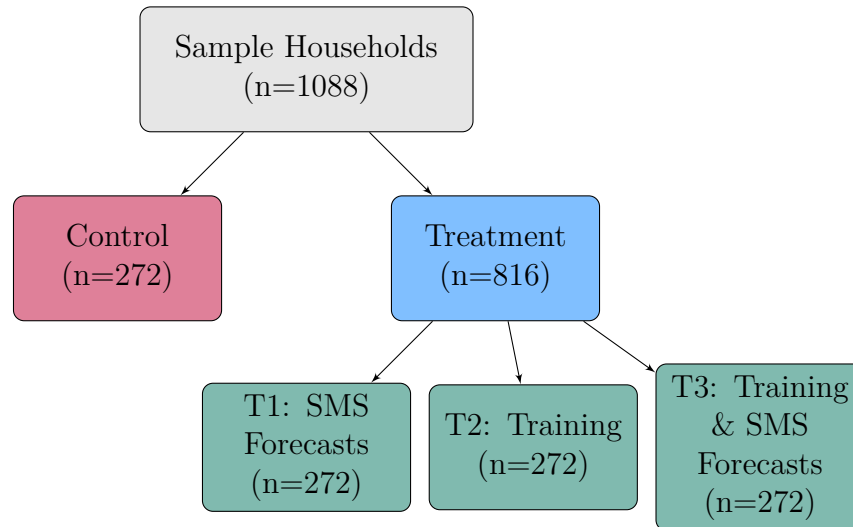 Sample Households
(n=1088)
Control
(n=272)
Treatment
(n=816)
T1: SMS
Forecasts
(n=272)
T2: Training
(n=272)
T3: Training
& SMS
Forecasts
(n=272)